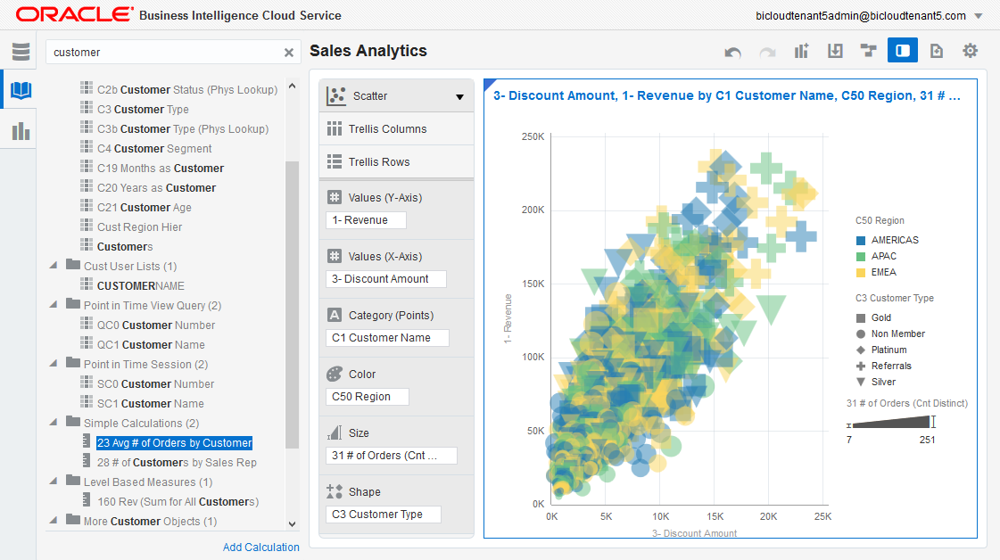 ORACLE Business Intelligence Cloud Service
bicloudtenant5admin@bicloudtenant5.com
customer
Sales Analytics
C2b Customer Status (Phys Lookup)
C3 Customer Type
C3b Customer Type (Phys Lookup)
C4 Customer Segment
C19 Months as Customer
C20 Years as Customer
C21 Customer Age
Cust Region Hier
Customers
Cust User Lists (1)
CUSTOMERNAME
Point in Time View Query (2)
QC0 Customer Number
QC1 Customer Name
Point in Time Session (2)
SC0 Customer Number
SC1 Customer Name
Simple Calculations (2)
23 Avg # of Orders by Customer
28 # of Customers by Sales Rep
Level Based Measures (1)
160 Rev (Sum for All Customers)
More Customer Objects (1)
Add Calculation
Scatter
Trellis Columns
Trellis Rows
Values (Y-Axis)
1- Revenue
Values (X-Axis)
3- Discount Amount
Category (Points)
C1 Customer Name
Color
C50 Region
Size
31 # of Orders (Cnt ...
Shape
C3 Customer Type
3- Discount Amount, 1- Revenue by C1 Customer Name, C50 Region, 31 # ...
250K
200K
150K
100K
50K
0K
1- Revenue
0K
5K
10K
15K
20K
25K
3- Discount Amount
C50 Region
AMERICAS
APAC
EMEA
C3 Customer Type
Gold
Non Member
Platinum
Referrals
Silver
31 # of Orders (Cnt Distinct)
7
251